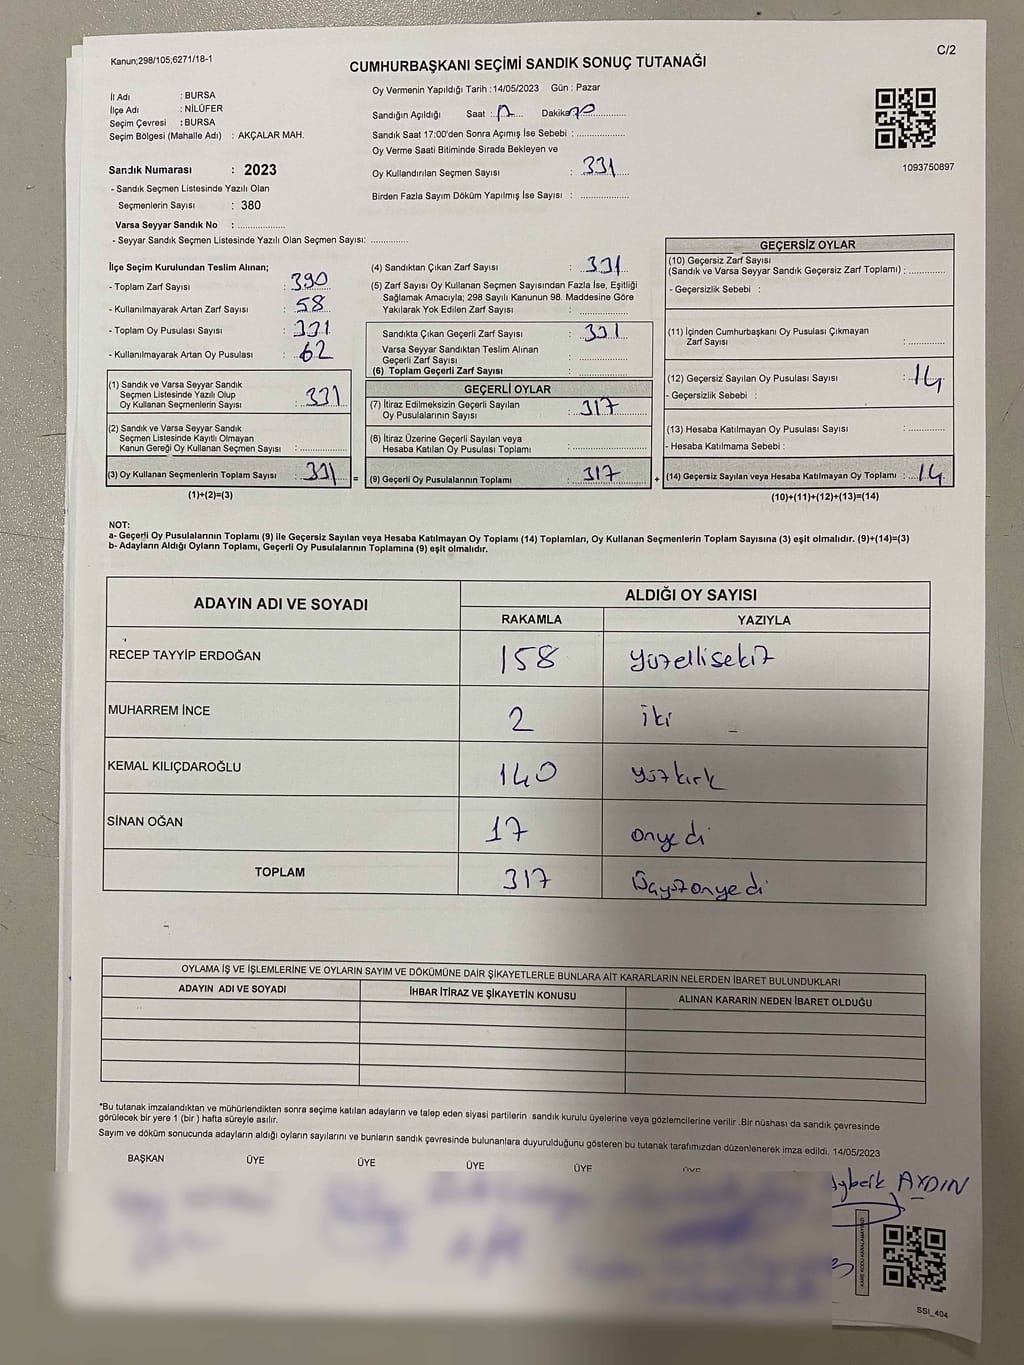 Kanun;298/105;6271/18-1
C/2
CUMHURBAŞKANI SEÇİMİ SANDIK SONUÇ TUTANAĞI
İl Adı : BURSA
İlçe Adı : NİLÜFER
Seçim Çevresi : BURSA
Seçim Bölgesi (Mahalle Adı) : AKÇALAR MAH.
Oy Vermenin Yapıldığı Tarih : 14/05/2023 Gün : Pazar
Sandığın Açıldığı Saat : Dakika
Sandık Saat 17:00'den Sonra Açımış İse Sebebi :
Oy Verme Saati Bitiminde Sırada Bekleyen ve
Oy Kullandırılan Seçmen Sayısı : 331
Birden Fazla Sayım Döküm Yapılmış İse Sayısı :
1093750897
Sandık Numarası : 2023
- Sandık Seçmen Listesinde Yazılı Olan
Seçmenlerin Sayısı : 380
Varsa Seyyar Sandık No :
- Seyyar Sandık Seçmen Listesinde Yazılı Olan Seçmen Sayısı:
İlçe Seçim Kurulundan Teslim Alınan;
- Toplam Zarf Sayısı : 390
- Kullanılmayarak Artan Zarf Sayısı : 58
- Toplam Oy Pusulası Sayısı : 331
- Kullanılmayarak Artan Oy Pusulası : 62
(1) Sandık ve Varsa Seyyar Sandık
Seçmen Listesinde Yazılı Olup
Oy Kullanan Seçmenlerin Sayısı : 331
(2) Sandık ve Varsa Seyyar Sandık
Seçmen Listesinde Kayıtlı Olmayan
Kanun Gereği Oy Kullanan Seçmen Sayısı :
(3) Oy Kullanan Seçmenlerin Toplam Sayısı : 331
(1)+(2)=(3)
(4) Sandıktan Çıkan Zarf Sayısı : 331
(5) Zarf Sayısı Oy Kullanan Seçmen Sayısından Fazla İse, Eşitliği
Sağlamak Amacıyla; 298 Sayılı Kanunun 98. Maddesine Göre
Yakılarak Yok Edilen Zarf Sayısı :
Sandıkta Çıkan Geçerli Zarf Sayısı : 331
Varsa Seyyar Sandıktan Teslim Alınan
Geçerli Zarf Sayısı :
(6) Toplam Geçerli Zarf Sayısı :
GEÇERLİ OYLAR
(7) İtiraz Edilmeksizin Geçerli Sayılan
Oy Pusulalarının Sayısı : 317
(8) İtiraz Üzerine Geçerli Sayılan veya
Hesaba Katılan Oy Pusulası Toplamı :
= (9) Geçerli Oy Pusulalarının Toplamı : 317
GEÇERSİZ OYLAR
(10) Geçersiz Zarf Sayısı
(Sandık ve Varsa Seyyar Sandık Geçersiz Zarf Toplamı) :
- Geçersizlik Sebebi :
(11) İçinden Cumhurbaşkanı Oy Pusulası Çıkmayan
Zarf Sayısı :
(12) Geçersiz Sayılan Oy Pusulası Sayısı : 14
- Geçersizlik Sebebi :
(13) Hesaba Katılmayan Oy Pusulası Sayısı :
- Hesaba Katılmama Sebebi :
+ (14) Geçersiz Sayılan veya Hesaba Katılmayan Oy Toplamı : 14
(10)+(11)+(12)+(13)=(14)
NOT:
a- Geçerli Oy Pusulalarının Toplamı (9) ile Geçersiz Sayılan veya Hesaba Katılmayan Oy Toplamı (14) Toplamları, Oy Kullanan Seçmenlerin Toplam Sayısına (3) eşit olmalıdır. (9)+(14)=(3)
b- Adayların Aldığı Oyların Toplamı, Geçerli Oy Pusulalarının Toplamına (9) eşit olmalıdır.
ADAYIN ADI VE SOYADI
ALDIĞI OY SAYISI
RAKAMLA YAZIYLA
RECEP TAYYİP ERDOĞAN 158 yüzellisekiz
MUHARREM İNCE 2 iki
KEMAL KILIÇDAROĞLU 140 yüzkırk
SİNAN OĞAN 17 onyedi
TOPLAM 317 üçyüzonyedi
OYLAMA İŞ VE İŞLEMLERİNE VE OYLARIN SAYIM VE DÖKÜMÜNE DAİR ŞİKAYETLERLE BUNLARA AİT KARARLARIN NELERDEN İBARET BULUNDUKLARI
ADAYIN ADI VE SOYADI İHBAR İTİRAZ VE ŞİKAYETİN KONUSU ALINAN KARARIN NEDEN İBARET OLDUĞU
*Bu tutanak imzalandıktan ve mühürlendikten sonra seçime katılan adayların ve talep eden siyasi partilerin sandık kurulu üyelerine veya gözlemcilerine verilir .Bir nüshası da sandık çevresinde
görülecek bir yere 1 (bir ) hafta süreyle asılır.
Sayım ve döküm sonucunda adayların aldığı oyların sayılarını ve bunların sandık çevresinde bulunanlara duyurulduğunu gösteren bu tutanak tarafımızdan düzenlenerek imza edildi. 14/05/2023
BAŞKAN ÜYE ÜYE ÜYE ÜYE ÜYE
AYDIN
KARE KODU KARALAMAYINIZ!
SSI_404